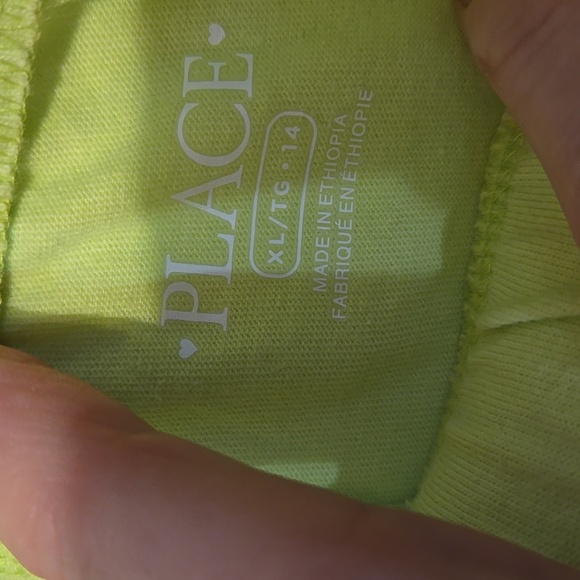 ♥PLACE♥
XL/TG • 14
MADE IN ETHIOPIA
FABRIQUÉ EN ÉTHIOPIE